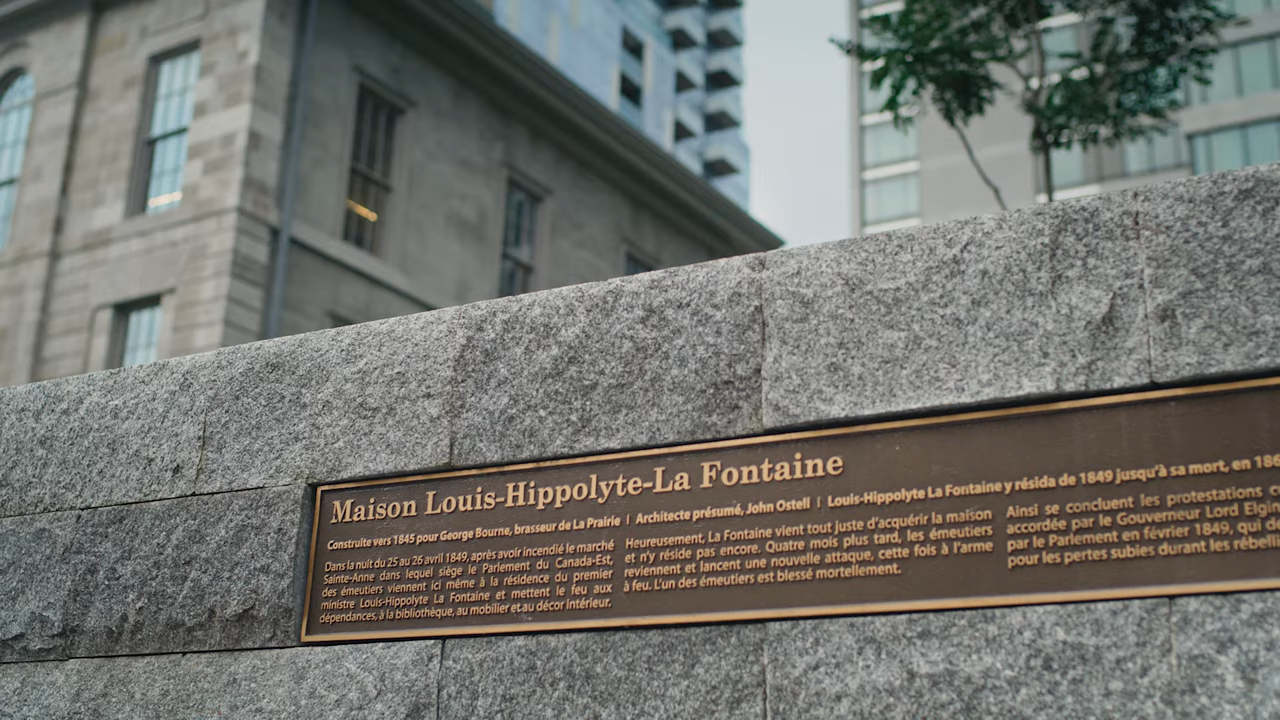 Maison Louis-Hippolyte-La Fontaine
Construite vers 1845 pour George Bourne, brasseur de La Prairie | Architecte présumé, John Ostell | Louis-Hippolyte La Fontaine y résida de 1849 jusqu'à sa mort, en 186
Dans la nuit du 25 au 26 avril 1849, après avoir incendié le marché
Sainte-Anne dans lequel siège le Parlement du Canada-Est,
des émeutiers viennent ici même à la résidence du premier
ministre Louis-Hippolyte La Fontaine et mettent le feu aux
dépendances, à la bibliothèque, au mobilier et au décor intérieur.
Heureusement, La Fontaine vient tout juste d'acquérir la maison
et n'y réside pas encore. Quatre mois plus tard, les émeutiers
reviennent et lancent une nouvelle attaque, cette fois à l'arme
à feu. L'un des émeutiers est blessé mortellement.
Ainsi se concluent les protestations
accordée par le Gouverneur Lord Elgin
par le Parlement en février 1849, qui
pour les pertes subies durant les